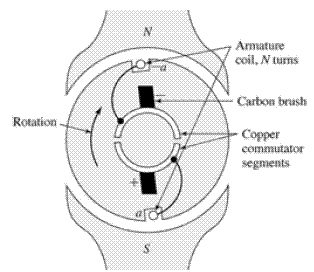 N
Armature
coil, N turns
−a
−
Carbon brush
Rotation
Copper
commutator
segments
+
a
S